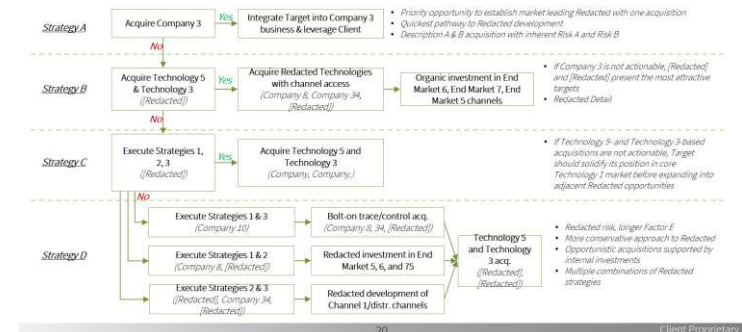 Strategy A
Acquire Company 3
Yes
Integrate Target into Company 3
business & leverage Client
• Priority opportunity to establish market leading Redacted with one acquisition
• Quickest pathway to Redacted development
• Description A & B acquisition with inherent Risk A and Risk B
No
Strategy B
Acquire Technology 5
& Technology 3
([Redacted])
Yes
Acquire Redacted Technologies
with channel access
(Company 8, Company 34,
[Redacted])
Organic investment in End
Market 6, End Market 7, End
Market 5 channels
• If Company 3 is not actionable, [Redacted]
and [Redacted] present the most attractive
targets
• Redacted Detail
No
Strategy C
Execute Strategies 1,
2, 3
([Redacted])
Yes
Acquire Technology 5 and
Technology 3
(Company, Company.)
• If Technology 5- and Technology 3-based
acquisitions are not actionable, Target
should solidify its position in core
Technology 1 market before expanding into
adjacent Redacted opportunities
No
Strategy D
Execute Strategies 1 & 3
(Company 10)
Bolt-on trace/control acq.
(Company 8, 34, [Redacted])
Execute Strategies 1 & 2
(Company 8, [Redacted])
Redacted investment in End
Market 5, 6, and 75
Execute Strategies 2 & 3
([Redacted], Company 34,
[Redacted])
Redacted development of
Channel 1/distr. channels
Technology 5
and Technology
3 acq.
([Redacted],
[Redacted])
• Redacted risk, longer Factor E
• More conservative approach to Redacted
• Opportunistic acquisitions supported by
internal investments
• Multiple combinations of Redacted
strategies
20
Client Proprietary